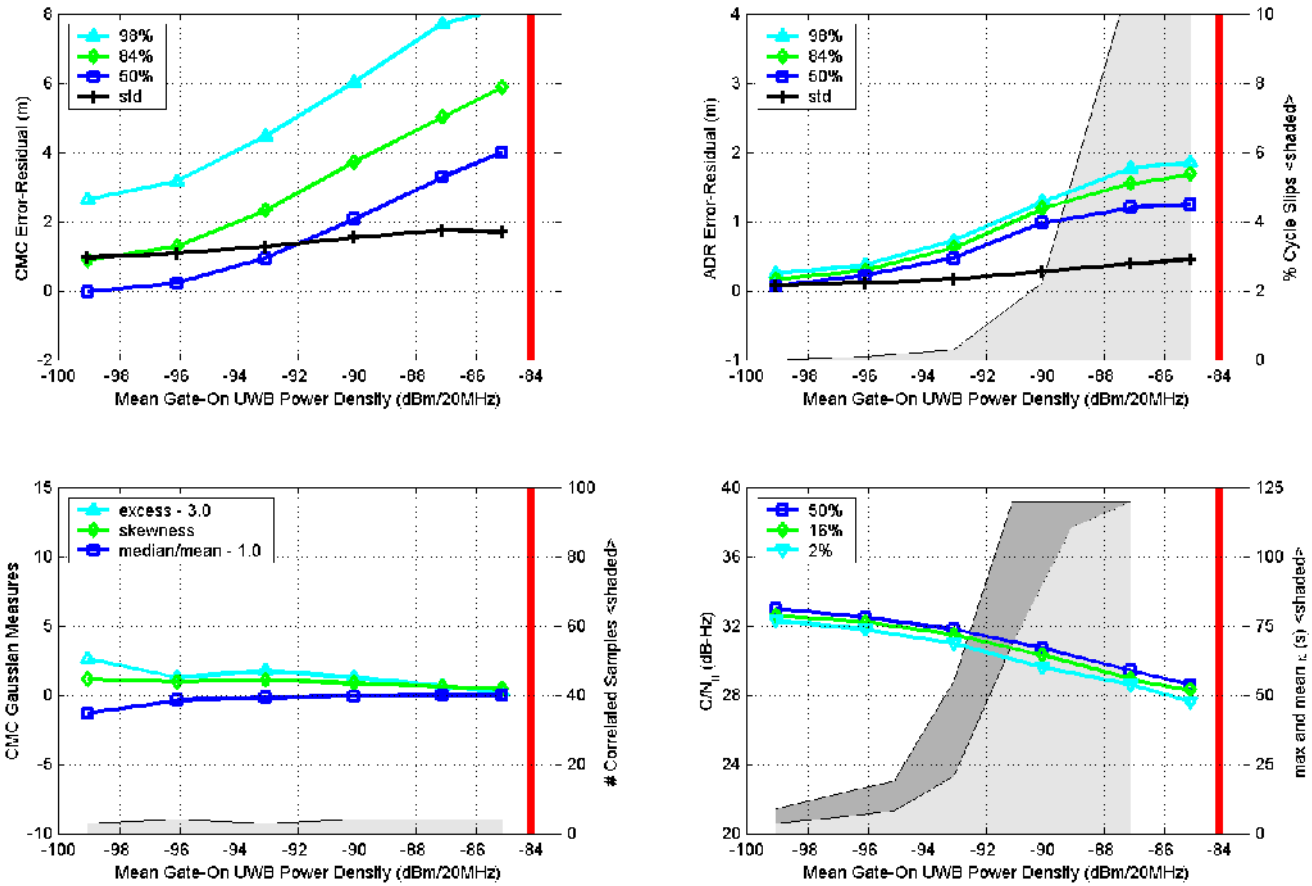 8
6
4
2
0
-2
98%
84%
50%
std
CMC Error-Residual (m)
-100 -98 -96 -94 -92 -90 -88 -86 -84
Mean Gate-On UWB Power Density (dBm/20MHz)
4
3
2
1
0
-1
98%
84%
50%
std
ADR Error-Residual (m)
10
8
6
4
2
0
% Cycle Slips <shaded>
-100 -98 -96 -94 -92 -90 -88 -86 -84
Mean Gate-On UWB Power Density (dBm/20MHz)
15
10
5
0
-5
-10
excess - 3.0
skewness
median/mean - 1.0
CMC Gaussian Measures
100
80
60
40
20
0
# Correlated Samples <shaded>
-100 -98 -96 -94 -92 -90 -88 -86 -84
Mean Gate-On UWB Power Density (dBm/20MHz)
40
36
32
28
24
20
50%
16%
2%
C/N0 (dB-Hz)
125
100
75
50
25
0
max and mean (s) <shaded>
-100 -98 -96 -94 -92 -90 -88 -86 -84
Mean Gate-On UWB Power Density (dBm/20MHz)